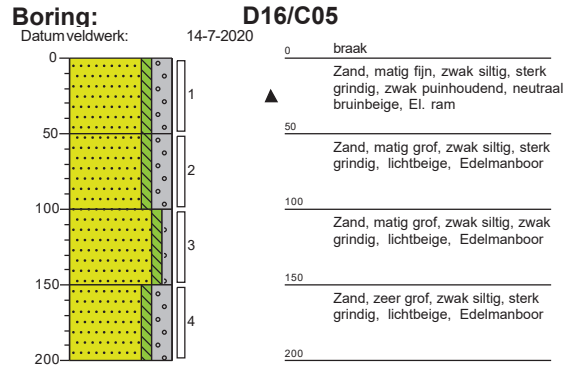 Boring: D16/C05
Datum veldwerk: 14-7-2020
0
50
100
150
200
1
2
3
4
0 braak
Zand, matig fijn, zwak siltig, sterk
grindig, zwak puinhoudend, neutraal
bruinbeige, El. ram
50
Zand, matig grof, zwak siltig, sterk
grindig, lichtbeige, Edelmanboor
100
Zand, matig grof, zwak siltig, zwak
grindig, lichtbeige, Edelmanboor
150
Zand, zeer grof, zwak siltig, sterk
grindig, lichtbeige, Edelmanboor
200